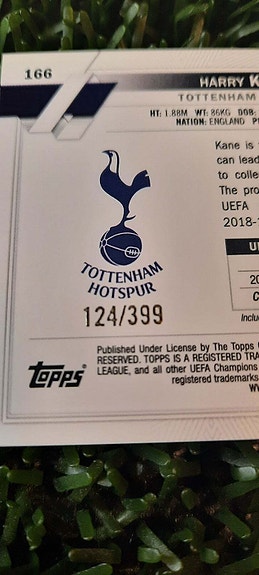 166
HARRY
TOTTENHAM
HT: 1.88M WT: 86KG DOB:
NATION: ENGLAND
Kane is
can lead
to colle
The pro
UEFA
2018-
TOTTENHAM
HOTSPUR
124/399
20
Inclu
Topps
Published Under License by The Topps
RESERVED. TOPPS IS A REGISTERED TRA
LEAGUE, and all other UEFA Champions
registered trademarks